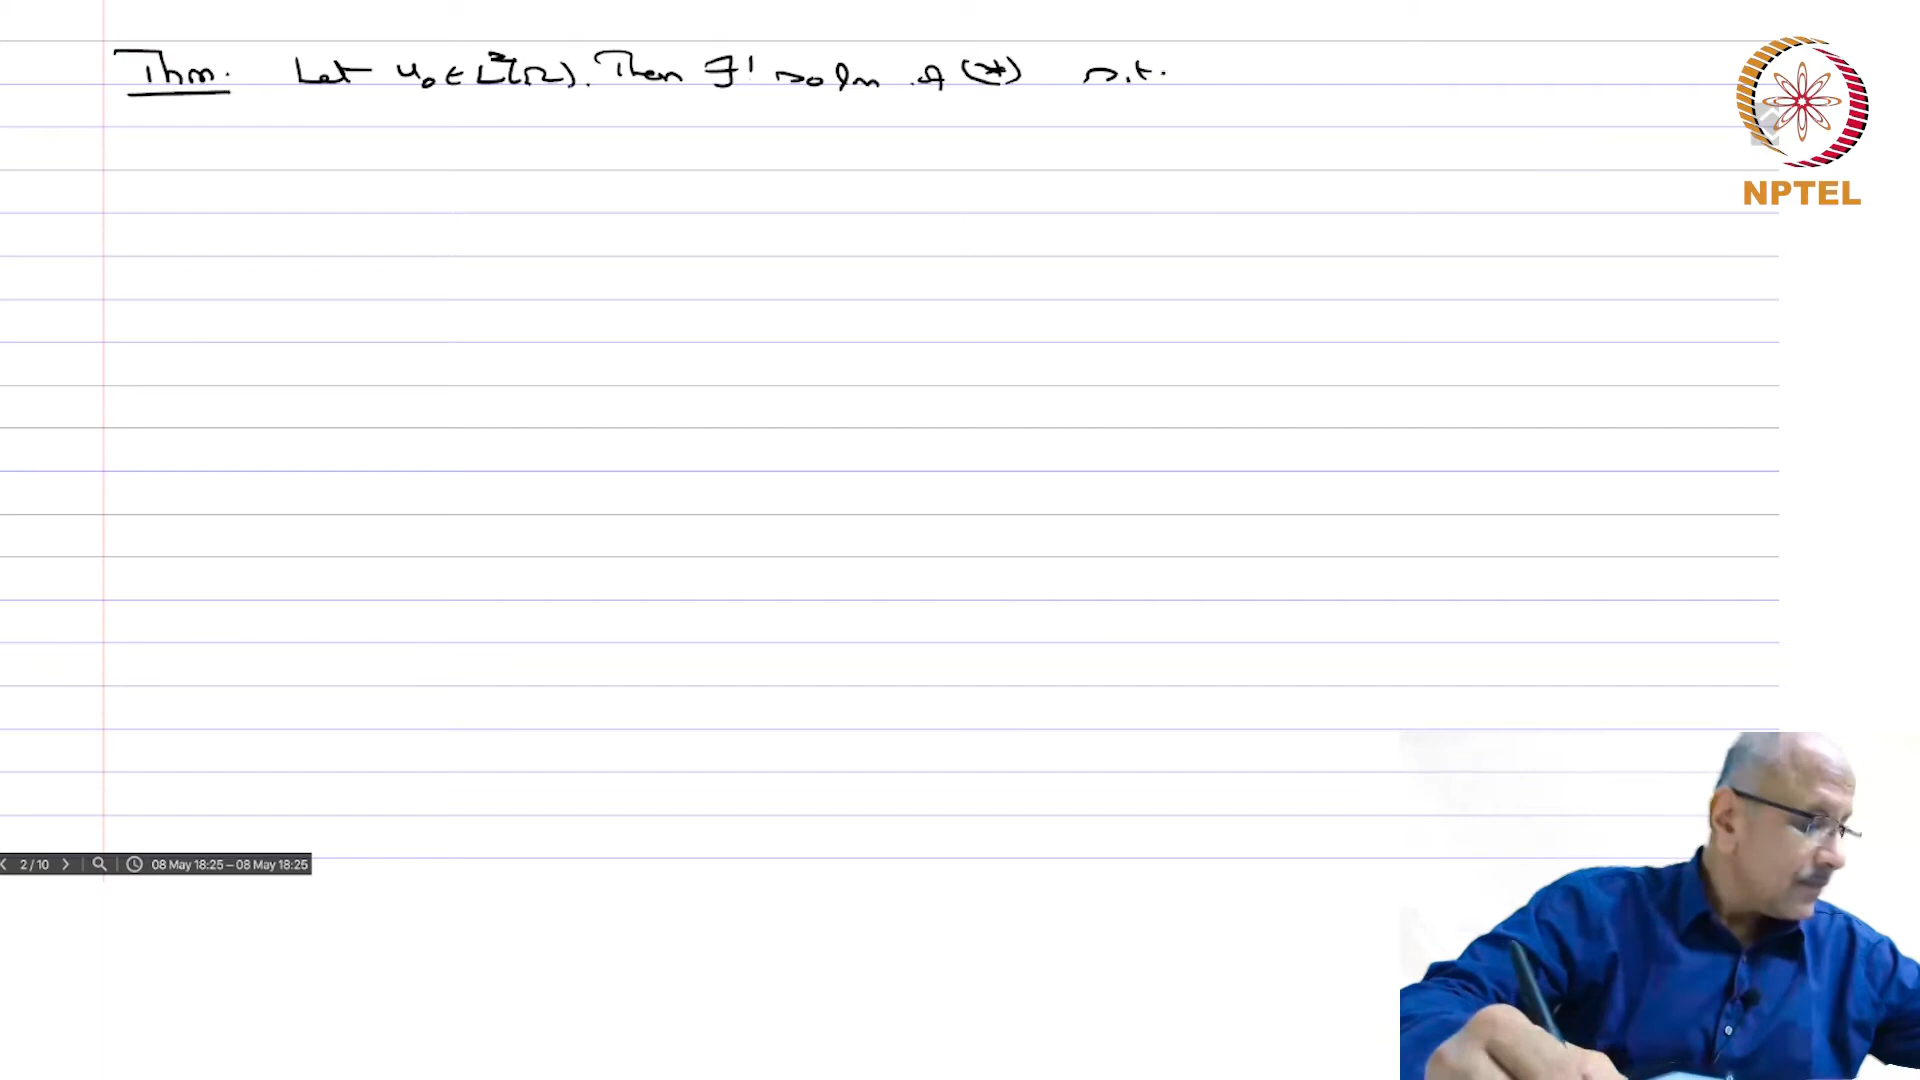 Thm. Let u₀ ∈ L²(Ω). Then ∃! soln of (*) s.t.
NPTEL
2 / 10 08 May 18:25 – 08 May 18:25